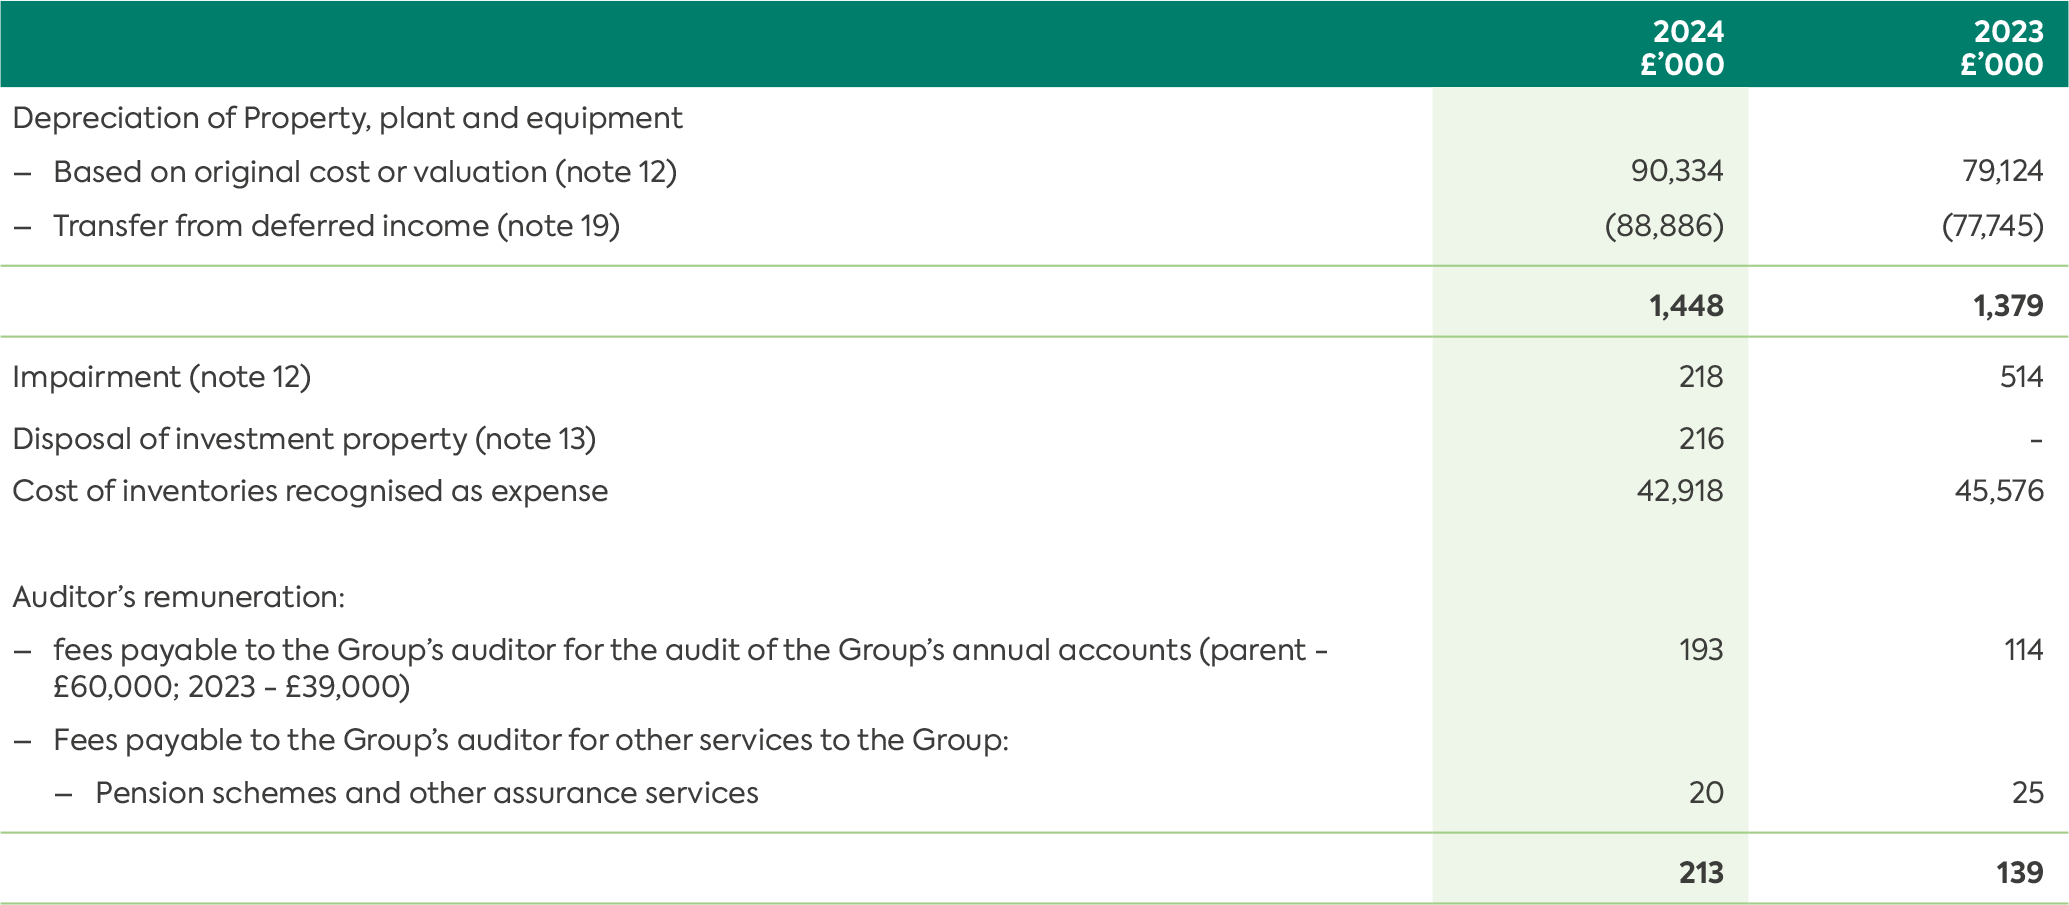 2024 2023
£’000 £’000
Depreciation of Property, plant and equipment
– Based on original cost or valuation (note 12) 90,334 79,124
– Transfer from deferred income (note 19) (88,886) (77,745)
1,448 1,379
Impairment (note 12) 218 514
Disposal of investment property (note 13) 216 -
Cost of inventories recognised as expense 42,918 45,576
Auditor’s remuneration:
– fees payable to the Group’s auditor for the audit of the Group’s annual accounts (parent - 193 114
£60,000; 2023 - £39,000)
– Fees payable to the Group’s auditor for other services to the Group:
– Pension schemes and other assurance services 20 25
213 139